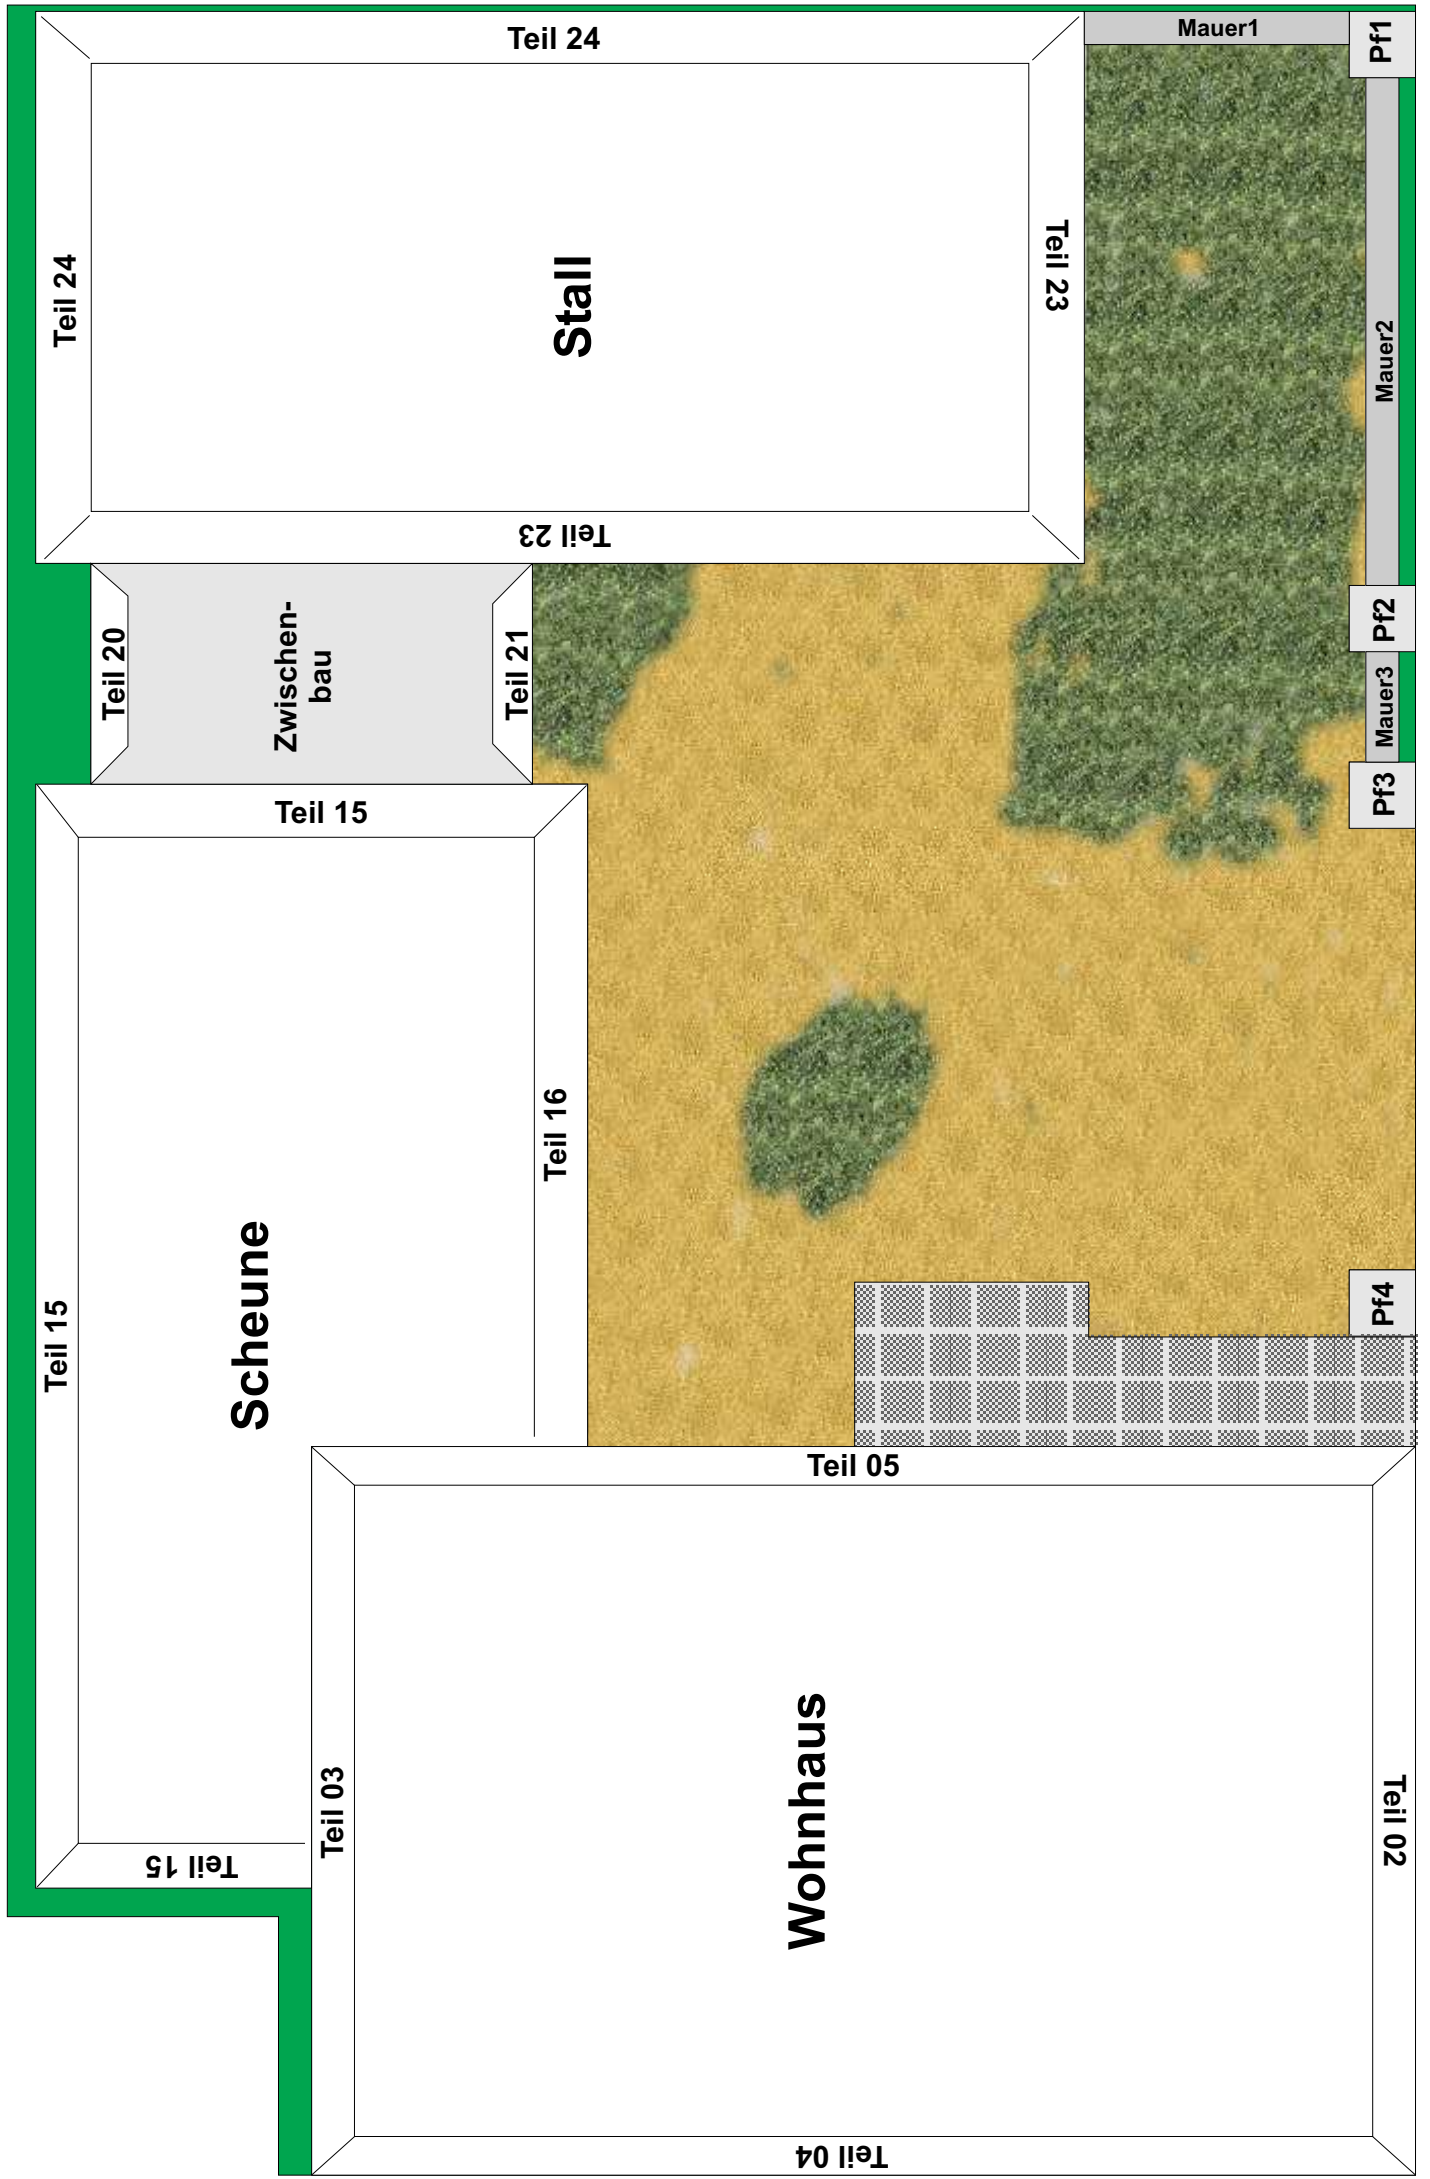 Teil 24
Mauer1
Pf1
Teil 24
Stall
Teil 23
Mauer2
Teil 23
Pf2
Teil 20
Zwischen-
bau
Teil 21
Mauer3
Pf3
Teil 15
Teil 16
Scheune
Teil 15
Pf4
Teil 05
Teil 03
Wohnhaus
Teil 02
Teil 15
Teil 04